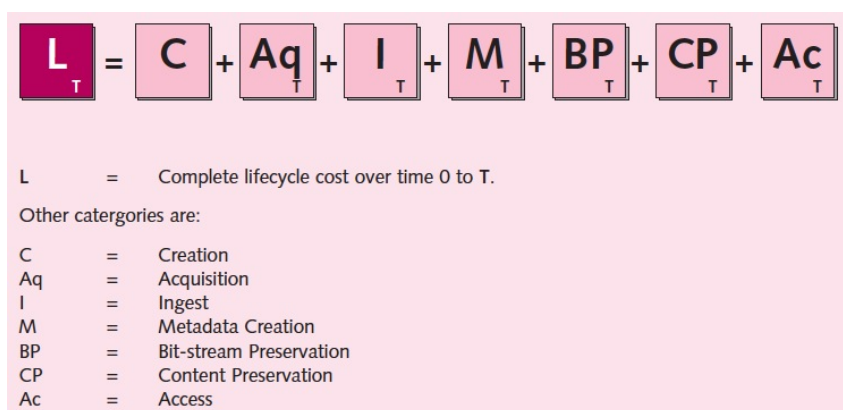 L T = C + Aq T + I T + M T + BP T + CP T + Ac T
L = Complete lifecycle cost over time 0 to T.
Other catergories are:
C = Creation
Aq = Acquisition
I = Ingest
M = Metadata Creation
BP = Bit-stream Preservation
CP = Content Preservation
Ac = Access